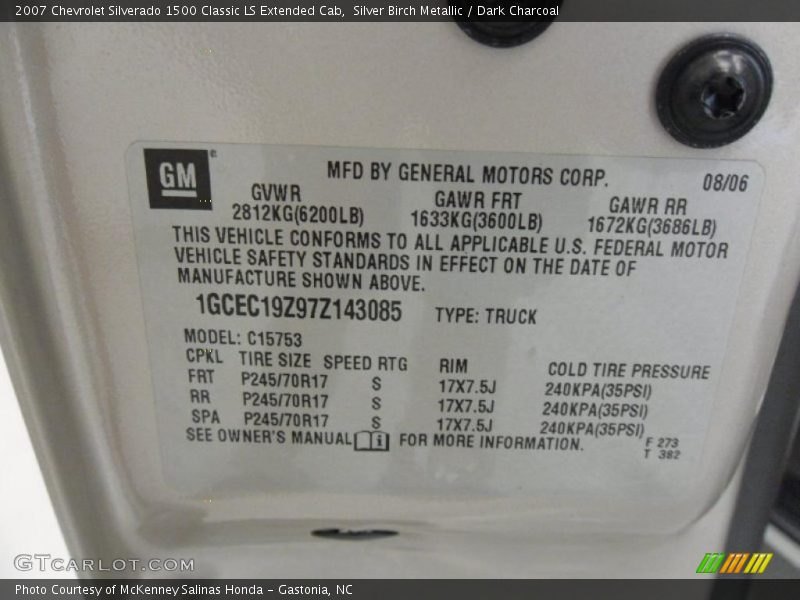 2007 Chevrolet Silverado 1500 Classic LS Extended Cab,  Silver Birch Metallic / Dark Charcoal
GM®
MFD BY GENERAL MOTORS CORP. 08/06
GVWR GAWR FRT GAWR RR
2812KG(6200LB) 1633KG(3600LB) 1672KG(3686LB)
THIS VEHICLE CONFORMS TO ALL APPLICABLE U.S. FEDERAL MOTOR
VEHICLE SAFETY STANDARDS IN EFFECT ON THE DATE OF
MANUFACTURE SHOWN ABOVE.
1GCEC19Z97Z143085 TYPE: TRUCK
MODEL: C15753
CPKL TIRE SIZE SPEED RTG RIM COLD TIRE PRESSURE
FRT P245/70R17 S 17X7.5J 240KPA(35PSI)
RR P245/70R17 S 17X7.5J 240KPA(35PSI)
SPA P245/70R17 S 17X7.5J 240KPA(35PSI)
SEE OWNER'S MANUAL i FOR MORE INFORMATION.
F 273
T 382
GTCARLOT.COM
Photo Courtesy of McKenney Salinas Honda - Gastonia, NC